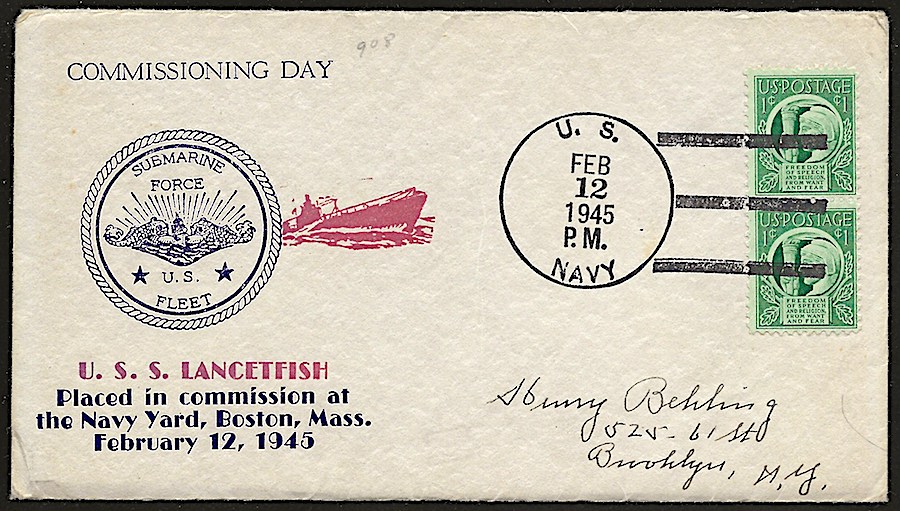 908
COMMISSIONING DAY
SUBMARINE
FORCE
U.S.
FLEET
U. S. S. LANCETFISH
Placed in commission at
the Navy Yard, Boston, Mass.
February 12, 1945
U. S.
FEB
12
1945
P.M.
NAVY
U.S. POSTAGE
1¢ ¢1
FREEDOM
OF SPEECH
AND RELIGION,
FROM WANT
AND FEAR
U.S. POSTAGE
1¢ ¢1
FREEDOM
OF SPEECH
AND RELIGION,
FROM WANT
AND FEAR
Henry Behling
525- 61 St
Brooklyn, N.Y.